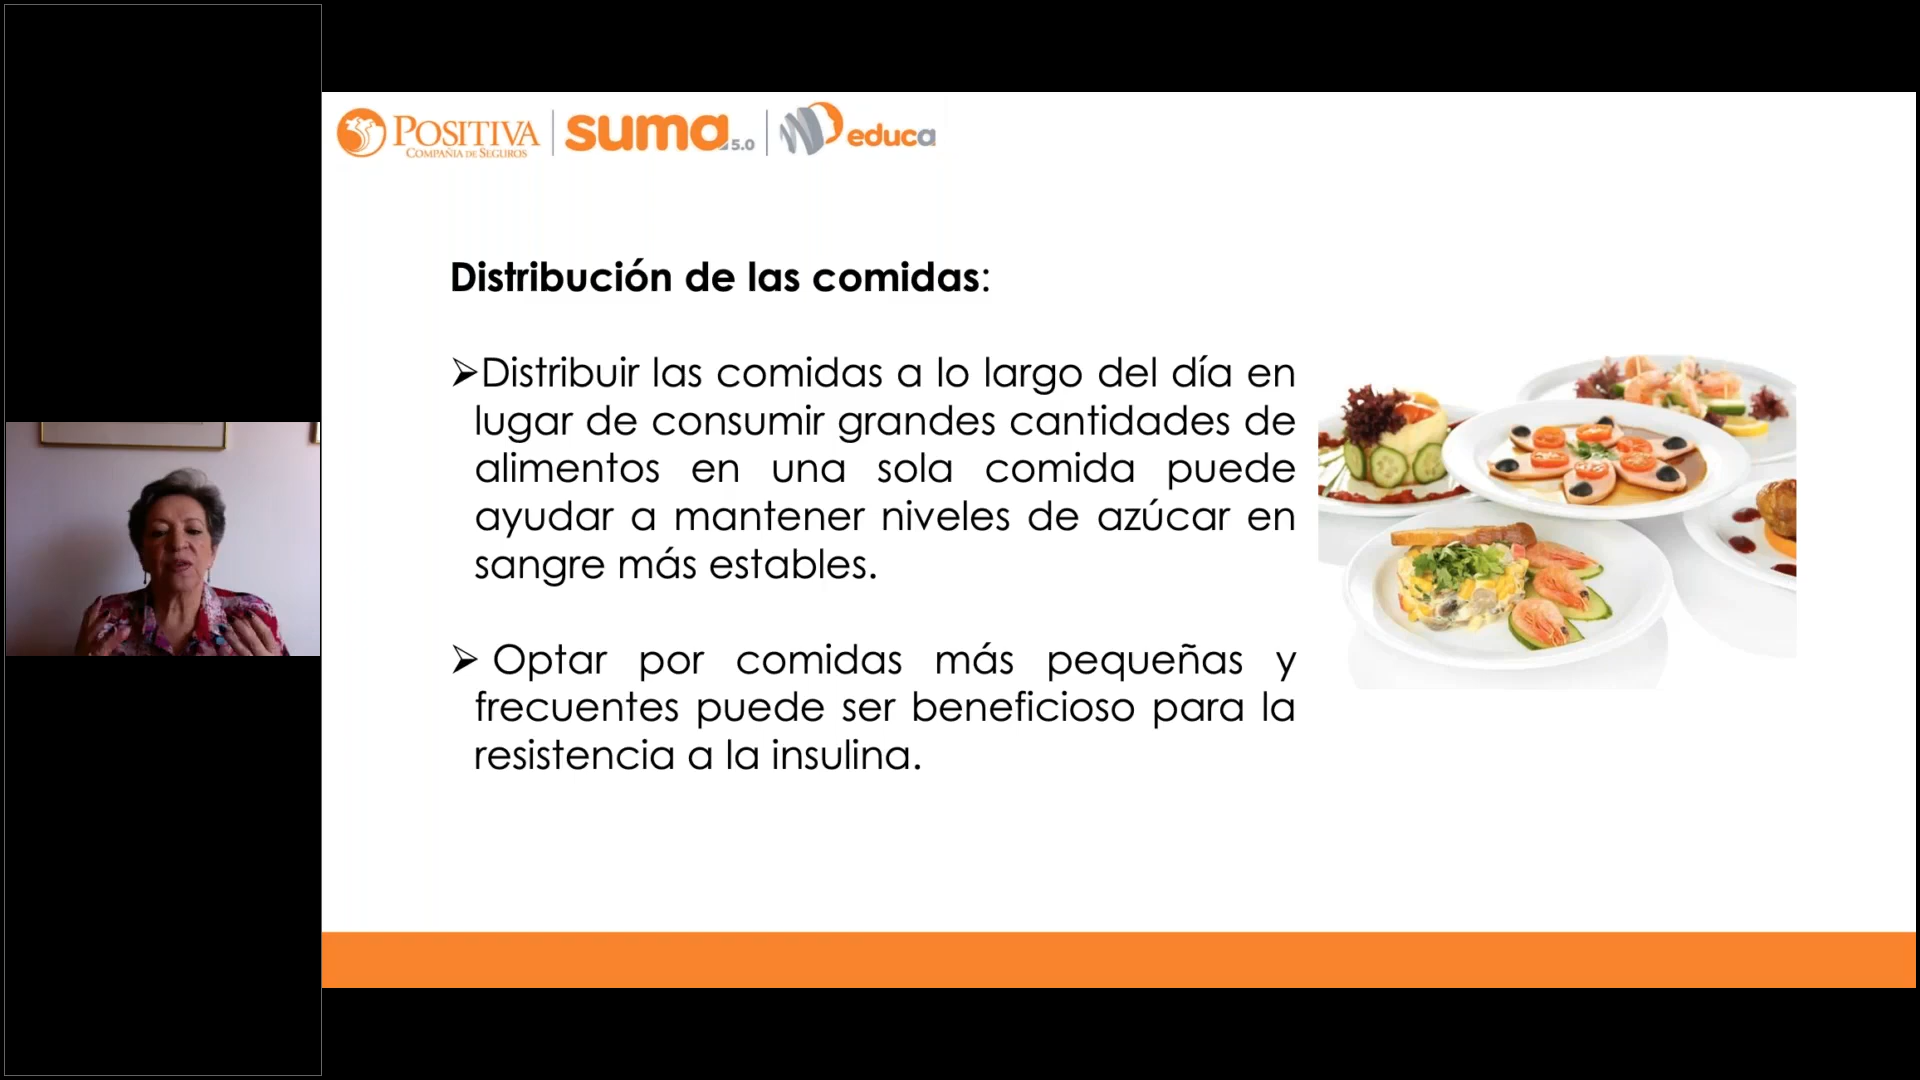 POSITIVA
COMPAÑIA DE SEGUROS
suma 5.0
educa
Distribución de las comidas:
➢Distribuir las comidas a lo largo del día en
lugar de consumir grandes cantidades de
alimentos en una sola comida puede
ayudar a mantener niveles de azúcar en
sangre más estables.
➢ Optar por comidas más pequeñas y
frecuentes puede ser beneficioso para la
resistencia a la insulina.